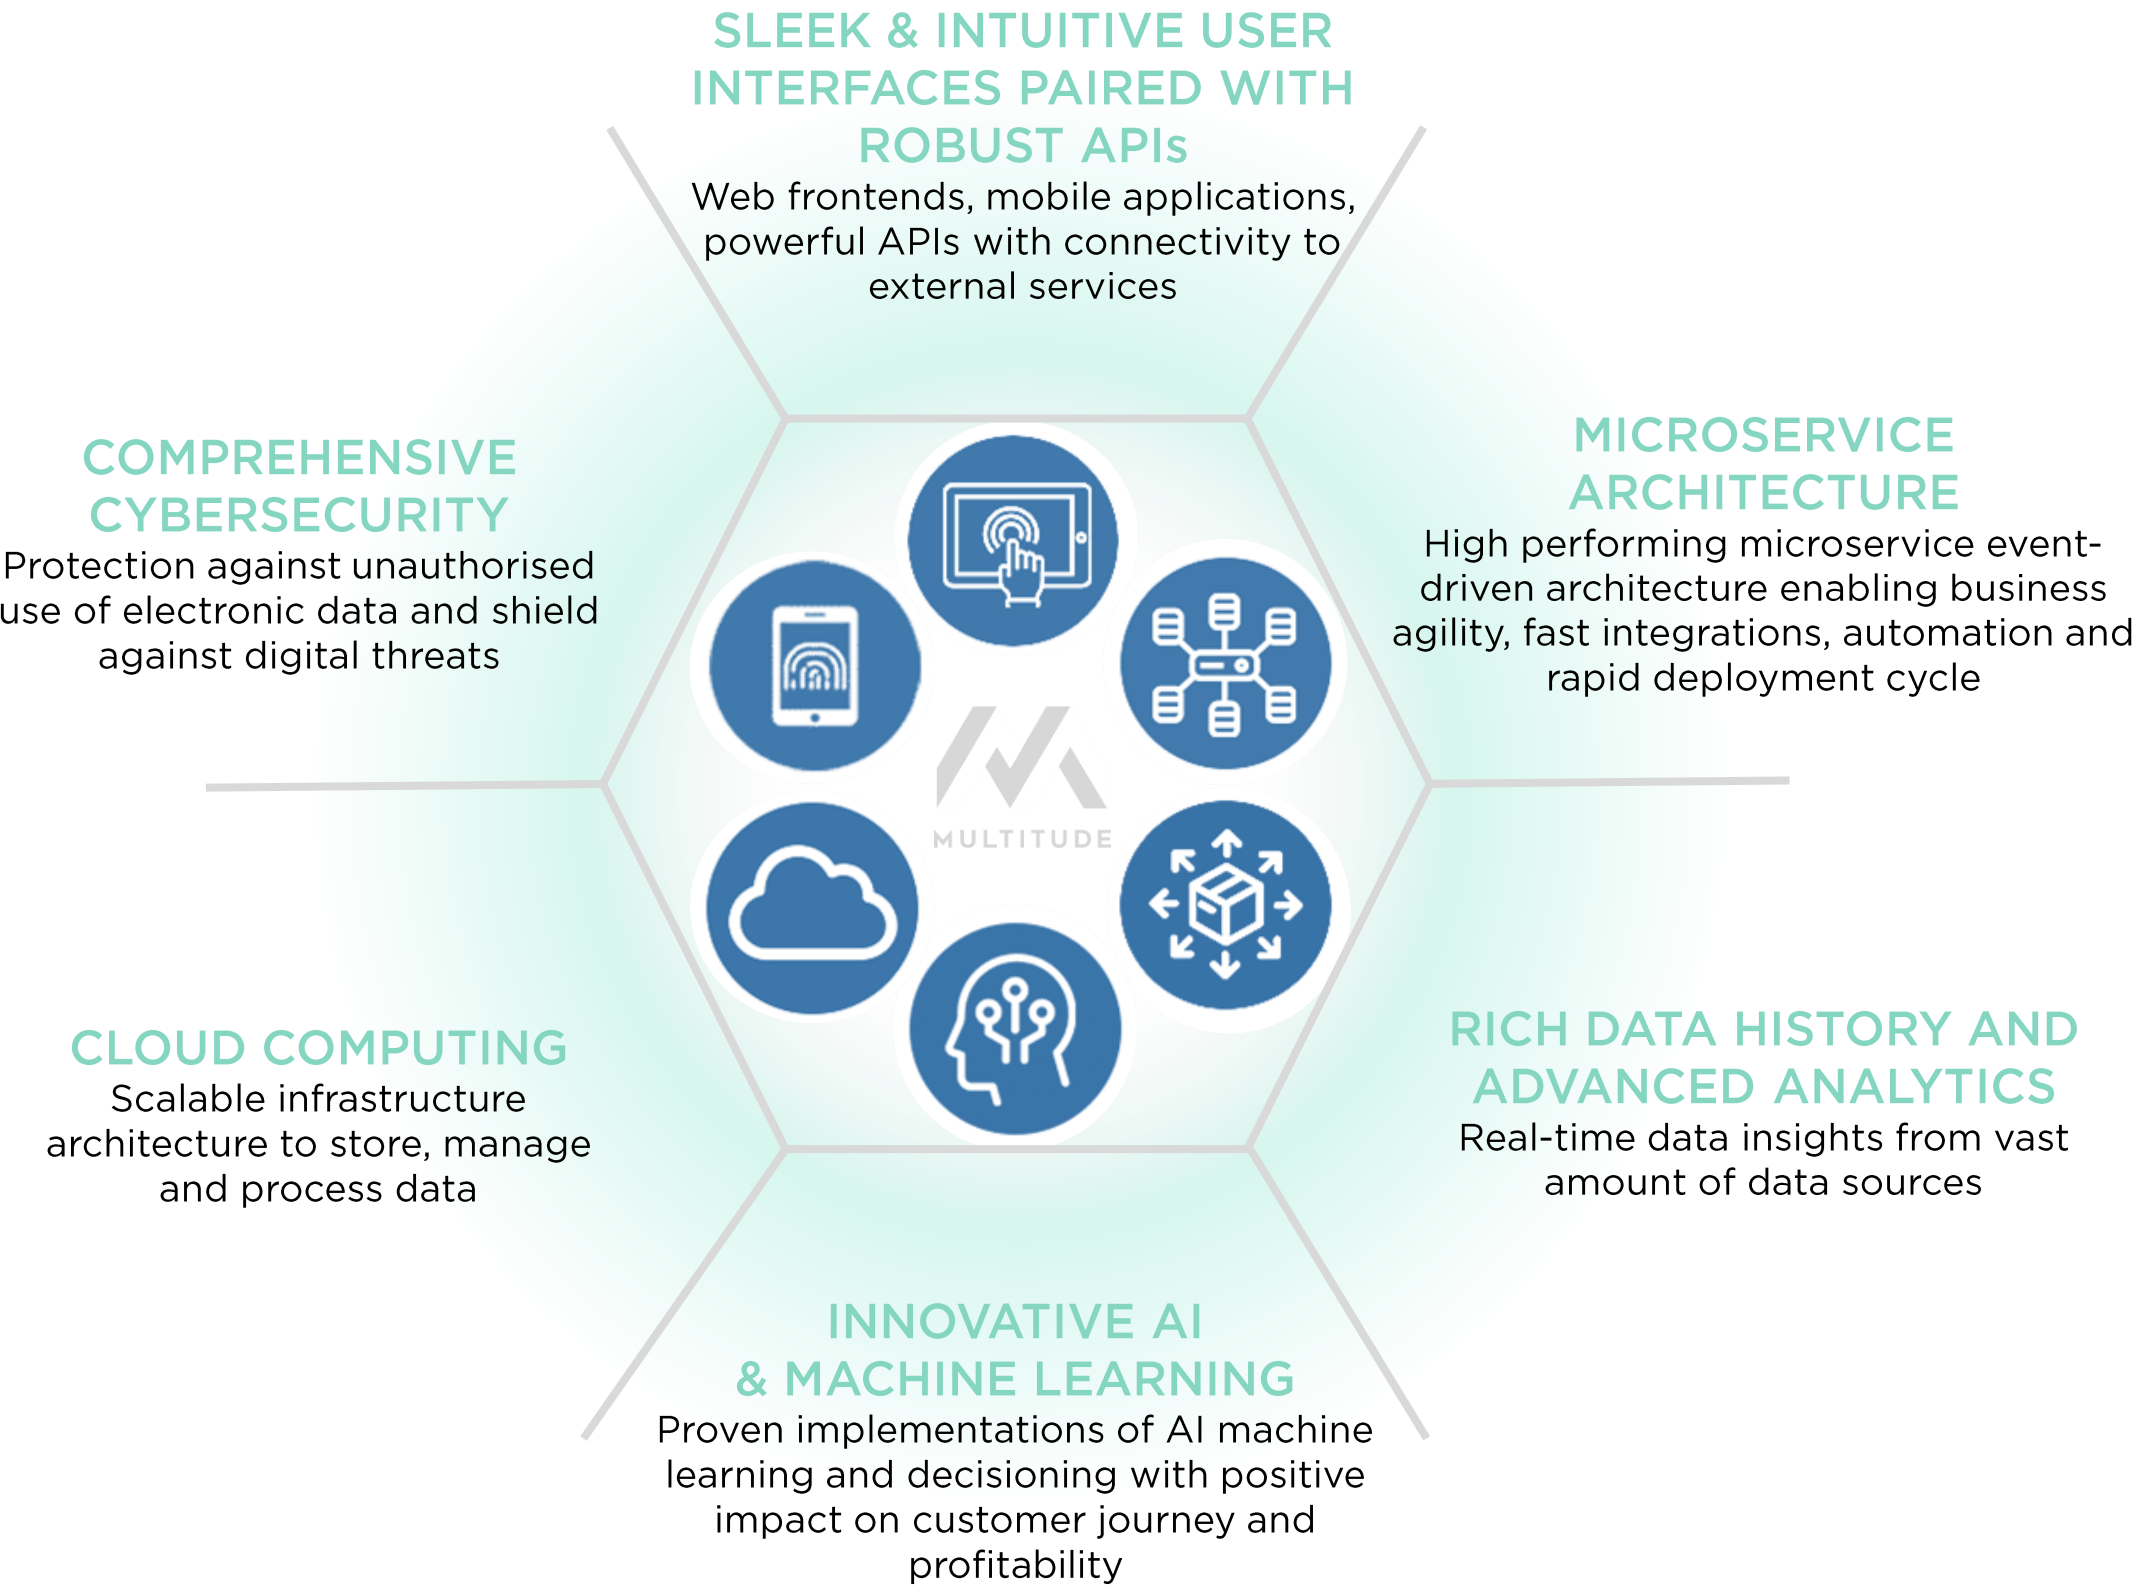 SLEEK & INTUITIVE USER
INTERFACES PAIRED WITH
ROBUST APIs
Web frontends, mobile applications,
powerful APIs with connectivity to
external services
COMPREHENSIVE
CYBERSECURITY
Protection against unauthorised
use of electronic data and shield
against digital threats
MICROSERVICE
ARCHITECTURE
High performing microservice event-
driven architecture enabling business
agility, fast integrations, automation and
rapid deployment cycle
MULTITUDE
CLOUD COMPUTING
Scalable infrastructure
architecture to store, manage
and process data
RICH DATA HISTORY AND
ADVANCED ANALYTICS
Real-time data insights from vast
amount of data sources
INNOVATIVE AI
& MACHINE LEARNING
Proven implementations of AI machine
learning and decisioning with positive
impact on customer journey and
profitability